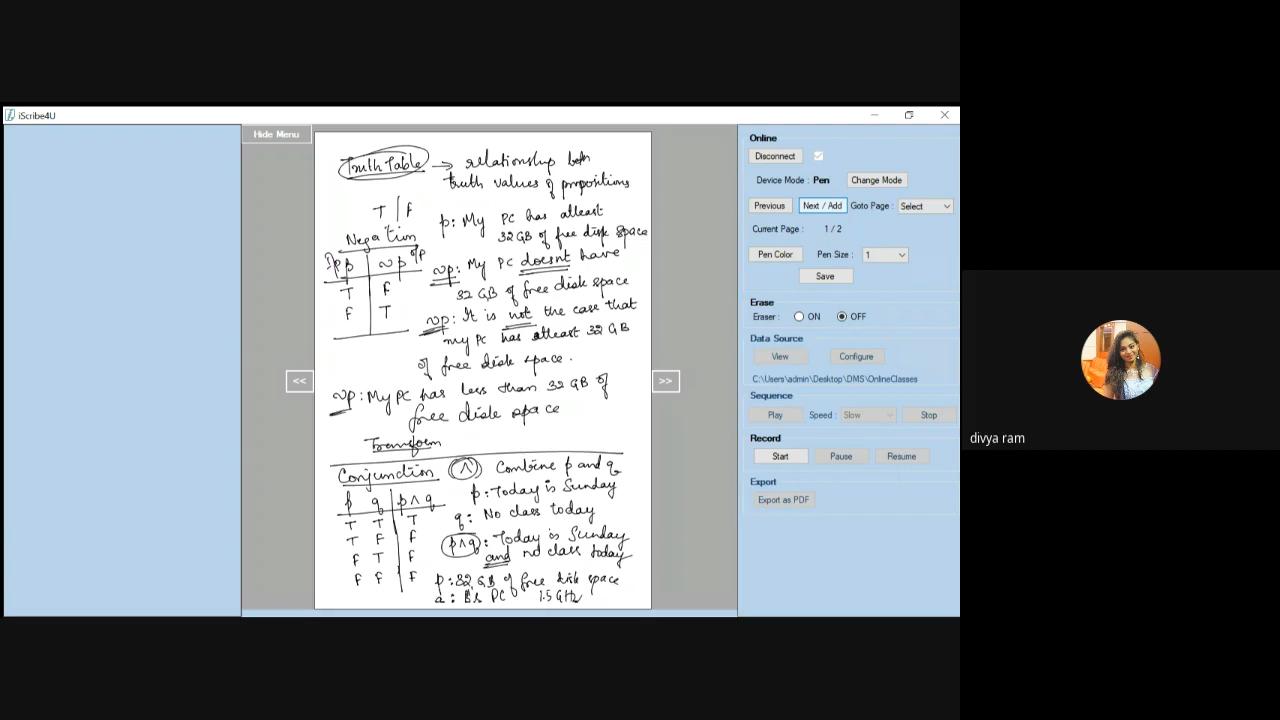 iScribe4U
Hide Menu
Truth Table → relationship betn
truth values of propositions
T | F
p: My PC has atleast
32 GB of free disk space
Negation
p ~p
T F
F T
~p: My PC doesnt have
32 GB of free disk space
~p: It is not the case that
my PC has atleast 32 GB
of free disk space.
~p: My PC has less than 32 GB of
free disk space
Transform
Conjunction (∧) Combine p and q
p q p∧q
T T T
T F F
F T F
F F F
p: Today is Sunday
q: No class today
p∧q: Today is Sunday
and no class today
p: 32 GB of free disk space
PC 1.5 GHz
<<
>>
Online
Disconnect
Device Mode : Pen Change Mode
Previous Next / Add Goto Page : Select
Current Page : 1 / 2
Pen Color Pen Size : 1
Save
Erase
Eraser : ON OFF
Data Source
View Configure
C:\Users\admin\Desktop\DMS\OnlineClasses
Sequence
Play Speed : Slow Stop
Record
Start Pause Resume
Export
Export as PDF
divya ram